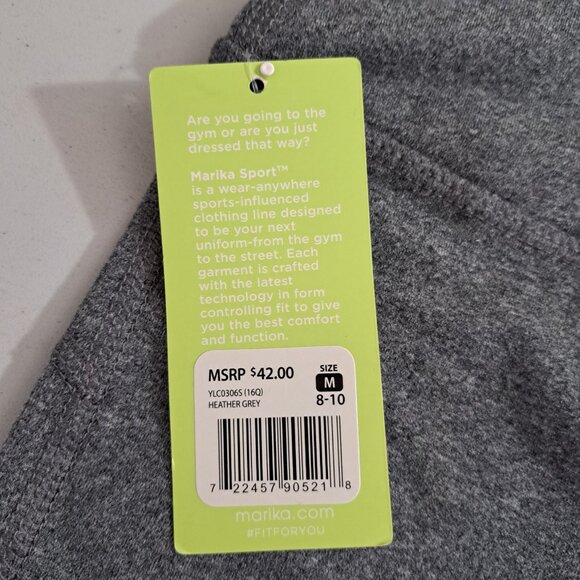 Are you going to the
gym or are you just
dressed that way?
Marika Sport™
is a wear-anywhere
sports-influenced
clothing line designed
to be your next
uniform-from the gym
to the street. Each
garment is crafted
with the latest
technology in form
controlling fit to give
you the best comfort
and function.
MSRP $42.00
SIZE
M
8-10
YLC0306S (16Q)
HEATHER GREY
7 22457 90521 8
marika.com
#FITFORYOU